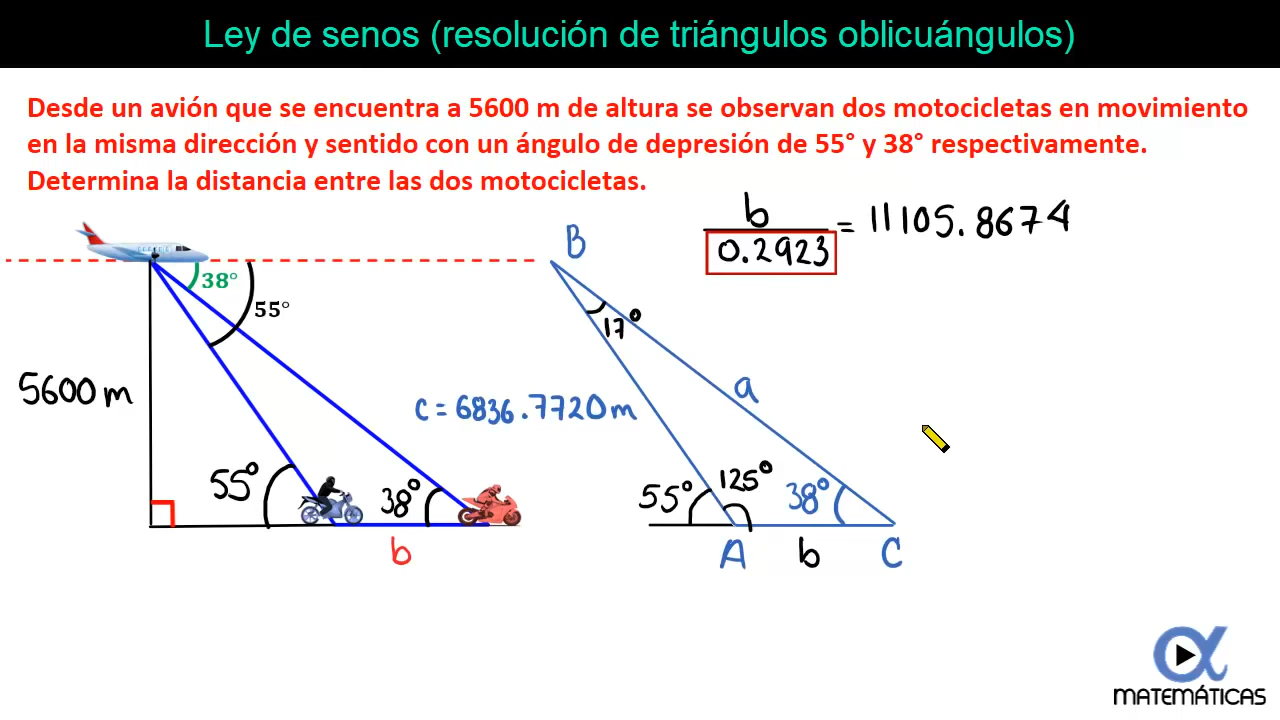 Ley de senos (resolución de triángulos oblicuángulos)
Desde un avión que se encuentra a 5600 m de altura se observan dos motocicletas en movimiento
en la misma dirección y sentido con un ángulo de depresión de 55° y 38° respectivamente.
Determina la distancia entre las dos motocicletas.
b
0.2923
= 11105.8674
38°
55°
5600 m
55°
38°
b
B
17°
c = 6836.7720 m
a
55°
125°
38°
A
b
C
MATEMÁTICAS